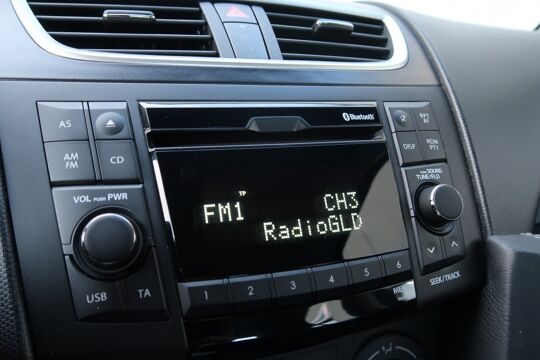 Bluetooth
AS
AM
FM
CD
VOL PUSH PWR
USB
TA
TP
FM1
CH3
RadioGLD
1 2 3 4 5 6
RPT
AF
DISP
RDM
PTY
PUSH SOUND
TUNE/FLD
SEEK/TRACK